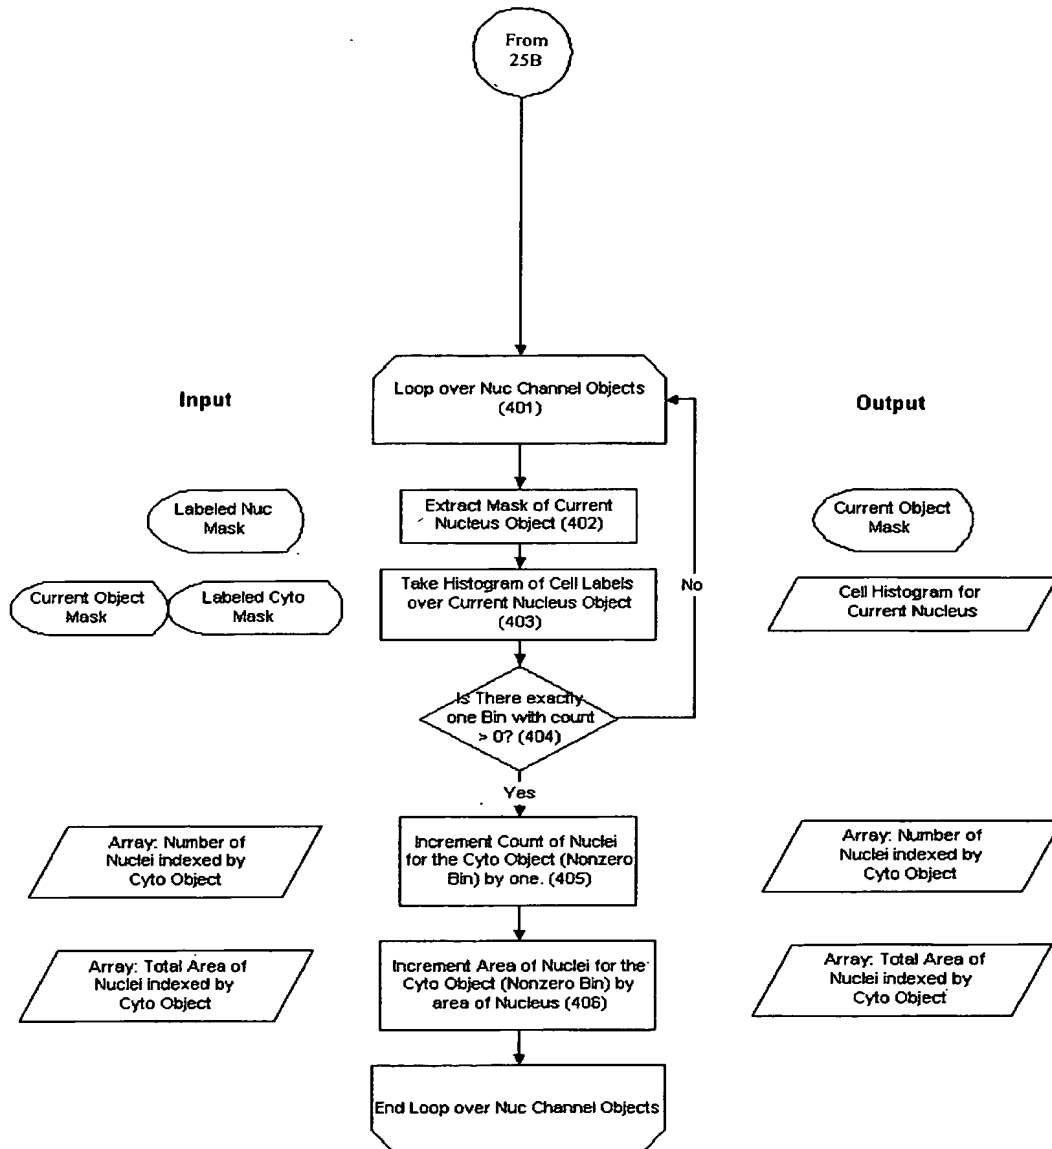 From
25B
Input
Loop over Nuc Channel Objects
(401)
Output
Labeled Nuc
Mask
Extract Mask of Current
Nucleus Object (402)
Current Object
Mask
Current Object
Mask
Labeled Cyto
Mask
Take Histogram of Cell Labels
over Current Nucleus Object
(403)
No
Cell Histogram for
Current Nucleus
Is There exactly
one Bin with count
> 0? (404)
Yes
Array: Number of
Nuclei indexed by
Cyto Object
Increment Count of Nuclei
for the Cyto Object (Nonzero
Bin) by one. (405)
Array: Number of
Nuclei indexed by
Cyto Object
Array: Total Area of
Nuclei indexed by
Cyto Object
Increment Area of Nuclei for the
Cyto Object (Nonzero Bin) by
area of Nucleus (406)
Array: Total Area of
Nuclei indexed by
Cyto Object
End Loop over Nuc Channel Objects